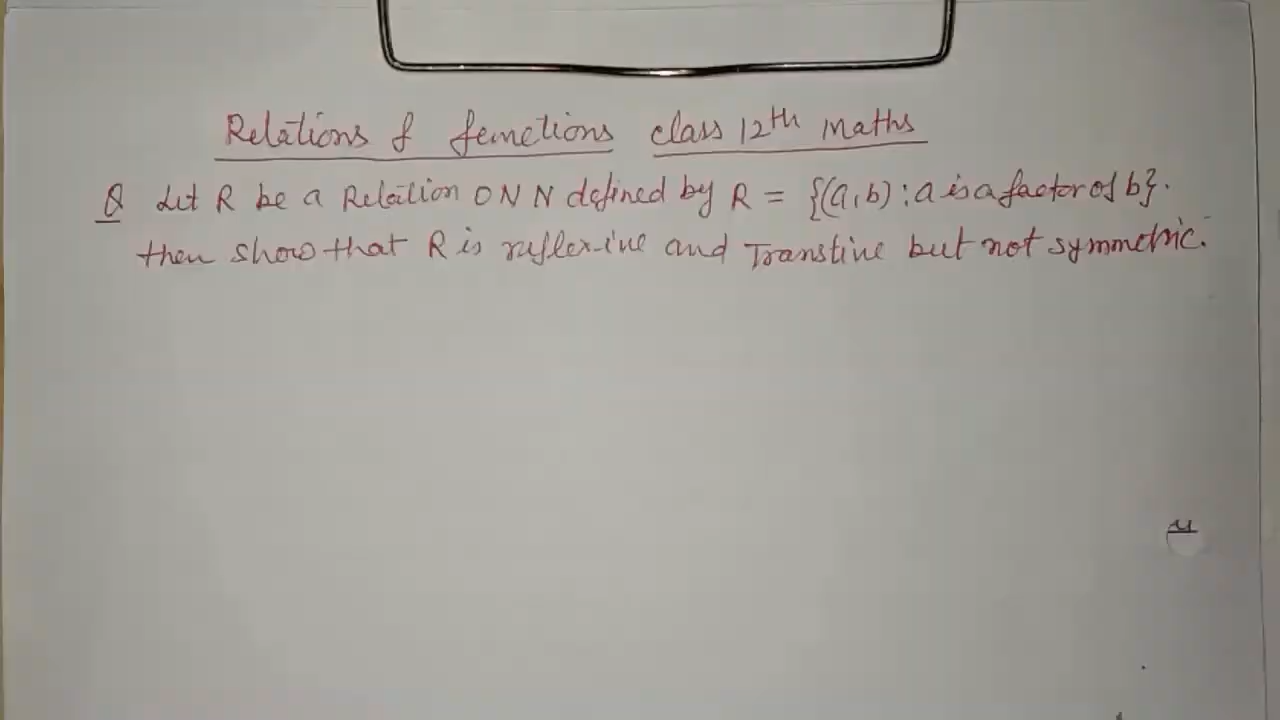 Relations & functions class 12th maths
Q Let R be a Relation ON N defined by R = {(a,b) : a is a factor of b}.
then show that R is reflexive and Transtive but not symmetric.